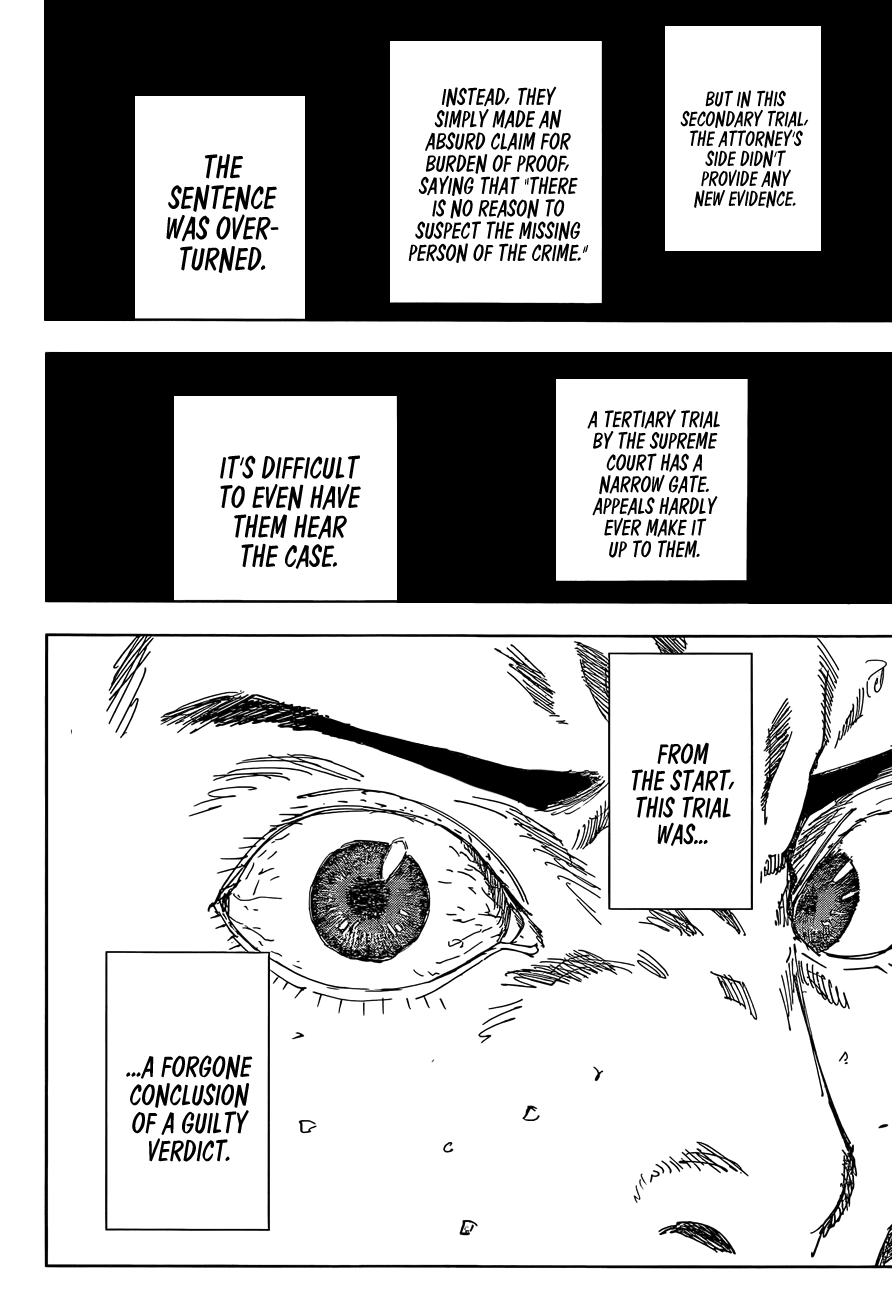 BUT IN THIS
SECONDARY TRIAL,
THE ATTORNEY'S
SIDE DIDN'T
PROVIDE ANY
NEW EVIDENCE.
INSTEAD, THEY
SIMPLY MADE AN
ABSURD CLAIM FOR
BURDEN OF PROOF,
SAYING THAT "THERE
IS NO REASON TO
SUSPECT THE MISSING
PERSON OF THE CRIME."
THE
SENTENCE
WAS OVER-
TURNED.
A TERTIARY TRIAL
BY THE SUPREME
COURT HAS A
NARROW GATE.
APPEALS HARDLY
EVER MAKE IT
UP TO THEM.
IT'S DIFFICULT
TO EVEN HAVE
THEM HEAR
THE CASE.
FROM
THE START,
THIS TRIAL
WAS...
...A FORGONE
CONCLUSION
OF A GUILTY
VERDICT.